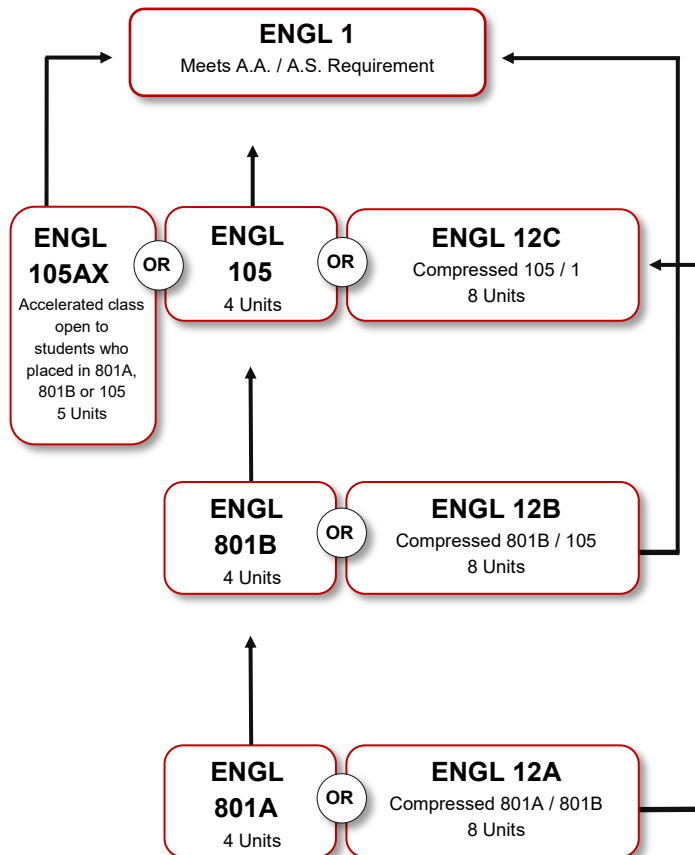 ENGL 1
Meets A.A. / A.S. Requirement
ENGL
105AX
Accelerated class
open to
students who
placed in 801A,
801B or 105
5 Units
OR
ENGL
105
4 Units
OR
ENGL 12C
Compressed 105 / 1
8 Units
ENGL
801B
4 Units
OR
ENGL 12B
Compressed 801B / 105
8 Units
ENGL
801A
4 Units
OR
ENGL 12A
Compressed 801A / 801B
8 Units